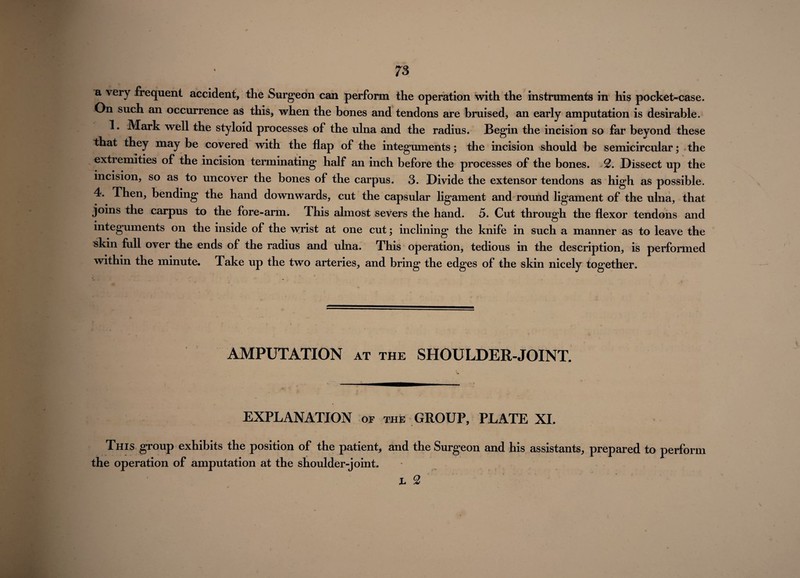 73
a very frequent accident, the Surgeon can perform the operation with the instruments in his pocket-case.
On such an occurrence as this, when the bones and tendons are bruised, an early amputation is desirable.
1. Mark well the styloid processes of the ulna and the radius. Begin the incision so far beyond these
that they may be covered with the flap of the integuments; the incision should be semicircular; the
extremities of the incision terminating half an inch before the processes of the bones. 2. Dissect up the
incision, so as to uncover the bones of the carpus. 3. Divide the extensor tendons as high as possible.
4. Then, bending the hand downwards, cut the capsular ligament and round ligament of the ulna, that
joins the carpus to the fore-arm. This almost severs the hand. 5. Cut through the flexor tendons and
integuments on the inside of the wrist at one cut; inclining the knife in such a manner as to leave the
skin full over the ends of the radius and ulna. This operation, tedious in the description, is performed
within the minute. Take up the two arteries, and bring the edges of the skin nicely together.
AMPUTATION AT THE SHOULDER-JOINT.
EXPLANATION OF THE GROUP, PLATE XI.
This group exhibits the position of the patient, and the Surgeon and his assistants, prepared to perform
the operation of amputation at the shoulder-joint.
L 2